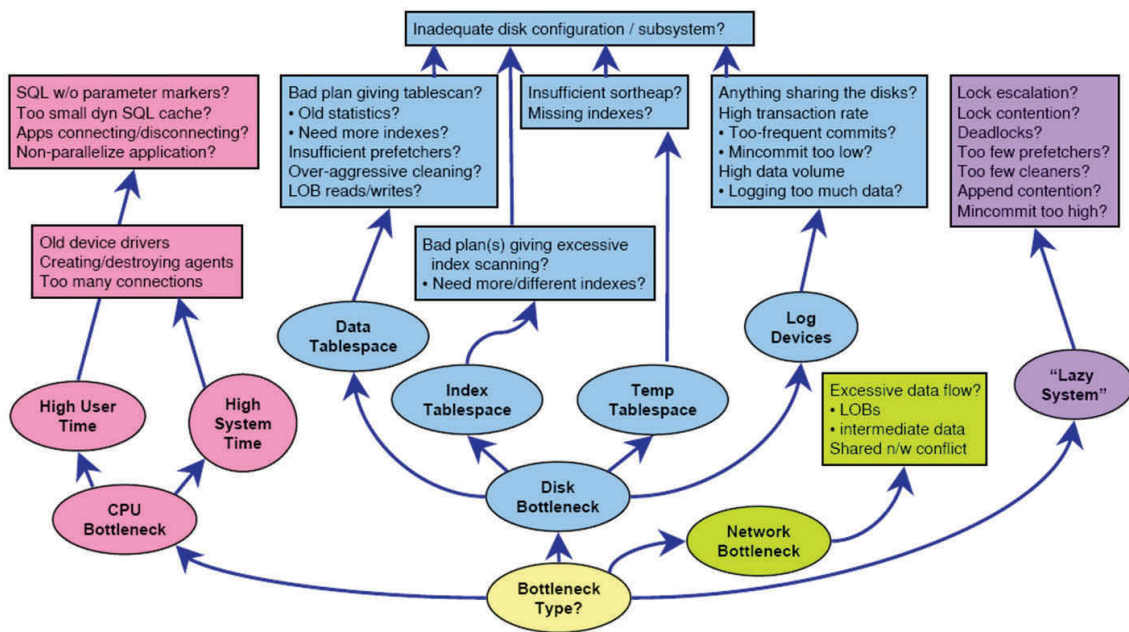 Inadequate disk configuration / subsystem?
SQL w/o parameter markers?
Too small dyn SQL cache?
Apps connecting/disconnecting?
Non-parallelize application?
Bad plan giving tablescan?
• Old statistics?
• Need more indexes?
Insufficient prefetchers?
Over-aggressive cleaning?
LOB reads/writes?
Insufficient sortheap?
Missing indexes?
Anything sharing the disks?
High transaction rate
• Too-frequent commits?
• Mincommit too low?
High data volume
• Logging too much data?
Lock escalation?
Lock contention?
Deadlocks?
Too few prefetchers?
Too few cleaners?
Append contention?
Mincommit too high?
Old device drivers
Creating/destroying agents
Too many connections
Bad plan(s) giving excessive
index scanning?
• Need more/different indexes?
Data
Tablespace
Log
Devices
High User
Time
High
System
Time
Index
Tablespace
Temp
Tablespace
Excessive data flow?
• LOBs
• intermediate data
Shared n/w conflict
“Lazy
System”
CPU
Bottleneck
Disk
Bottleneck
Network
Bottleneck
Bottleneck
Type?